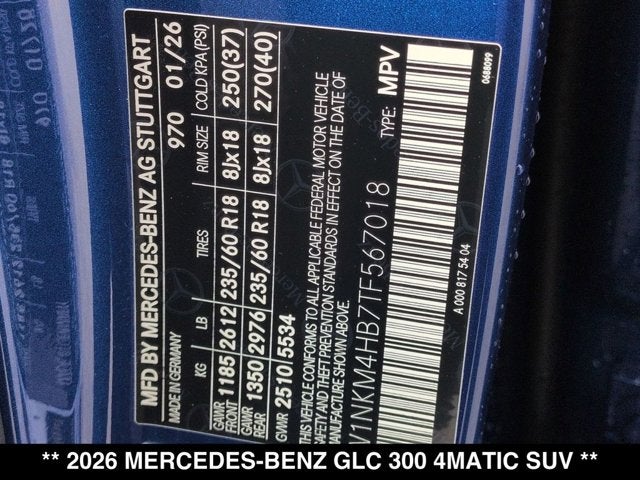 MFD BY MERCEDES-BENZ AG STUTTGART
MADE IN GERMANY 970 01/26
KG LB TIRES RIM SIZE COLD KPA (PSI)
GAWR FRONT 1185 2612 235/60 R18 8Jx18 250(37)
GAWR REAR 1350 2976 235/60 R18 8Jx18 270(40)
GVWR 2510 5534
THIS VEHICLE CONFORMS TO ALL APPLICABLE FEDERAL MOTOR VEHICLE
SAFETY AND THEFT PREVENTION STANDARDS IN EFFECT ON THE DATE OF
MANUFACTURE SHOWN ABOVE.
W1NKM4HB7TF567018 TYPE: MPV
A 000 817 54 04 0688099
** 2026 MERCEDES-BENZ GLC 300 4MATIC SUV **